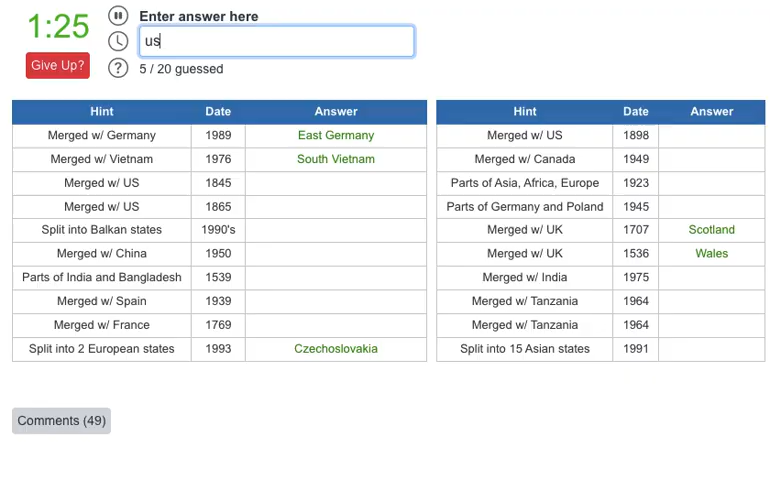 1:25
Give Up?
Enter answer here
us
5 / 20 guessed
Hint Date Answer
Merged w/ Germany 1989 East Germany
Merged w/ Vietnam 1976 South Vietnam
Merged w/ US 1845
Merged w/ US 1865
Split into Balkan states 1990's
Merged w/ China 1950
Parts of India and Bangladesh 1539
Merged w/ Spain 1939
Merged w/ France 1769
Split into 2 European states 1993 Czechoslovakia
Hint Date Answer
Merged w/ US 1898
Merged w/ Canada 1949
Parts of Asia, Africa, Europe 1923
Parts of Germany and Poland 1945
Merged w/ UK 1707 Scotland
Merged w/ UK 1536 Wales
Merged w/ India 1975
Merged w/ Tanzania 1964
Merged w/ Tanzania 1964
Split into 15 Asian states 1991
Comments (49)